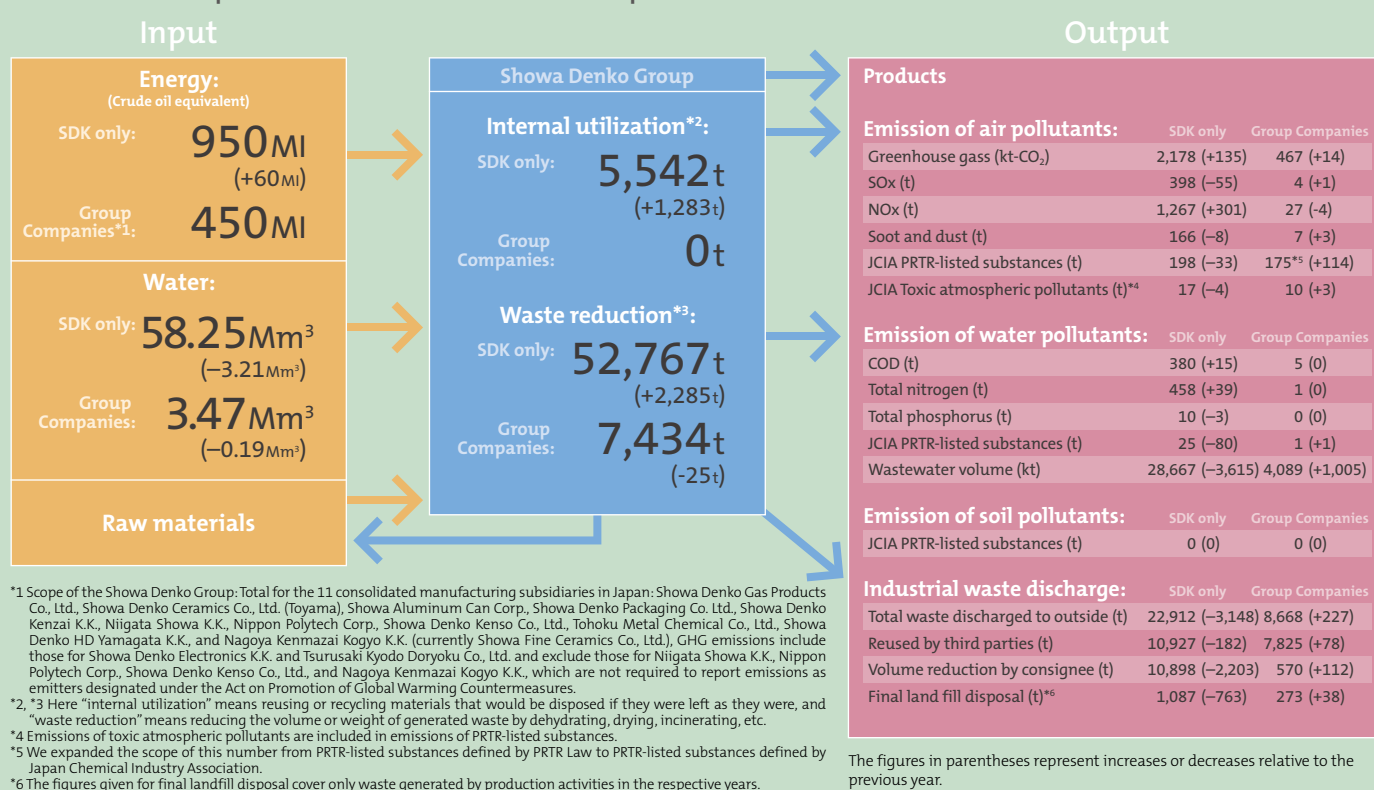 Input
Energy:
(Crude oil equivalent)
SDK only:
950Ml
(+60Ml)
Group
Companies*1:
450Ml
Water:
SDK only:
58.25Mm³
(–3.21Mm³)
Group
Companies:
3.47Mm³
(–0.19Mm³)
Raw materials
Showa Denko Group
Internal utilization*2:
SDK only:
5,542t
(+1,283t)
Group
Companies:
0t
Waste reduction*3:
SDK only:
52,767t
(+2,285t)
Group
Companies:
7,434t
(-25t)
Output
Products
Emission of air pollutants: SDK only Group Companies
Greenhouse gass (kt-CO₂) 2,178 (+135) 467 (+14)
SOx (t) 398 (–55) 4 (+1)
NOx (t) 1,267 (+301) 27 (-4)
Soot and dust (t) 166 (–8) 7 (+3)
JCIA PRTR-listed substances (t) 198 (–33) 175*5 (+114)
JCIA Toxic atmospheric pollutants (t)*4 17 (–4) 10 (+3)
Emission of water pollutants: SDK only Group Companies
COD (t) 380 (+15) 5 (0)
Total nitrogen (t) 458 (+39) 1 (0)
Total phosphorus (t) 10 (–3) 0 (0)
JCIA PRTR-listed substances (t) 25 (–80) 1 (+1)
Wastewater volume (kt) 28,667 (–3,615) 4,089 (+1,005)
Emission of soil pollutants: SDK only Group Companies
JCIA PRTR-listed substances (t) 0 (0) 0 (0)
Industrial waste discharge: SDK only Group Companies
Total waste discharged to outside (t) 22,912 (–3,148) 8,668 (+227)
Reused by third parties (t) 10,927 (–182) 7,825 (+78)
Volume reduction by consignee (t) 10,898 (–2,203) 570 (+112)
Final land fill disposal (t)*6 1,087 (–763) 273 (+38)
*1 Scope of the Showa Denko Group: Total for the 11 consolidated manufacturing subsidiaries in Japan: Showa Denko Gas Products
Co., Ltd., Showa Denko Ceramics Co., Ltd. (Toyama), Showa Aluminum Can Corp., Showa Denko Packaging Co. Ltd., Showa Denko
Kenzai K.K., Niigata Showa K.K., Nippon Polytech Corp., Showa Denko Kenso Co., Ltd., Tohoku Metal Chemical Co., Ltd., Showa
Denko HD Yamagata K.K., and Nagoya Kenmazai Kogyo K.K. (currently Showa Fine Ceramics Co., Ltd.), GHG emissions include
those for Showa Denko Electronics K.K. and Tsurusaki Kyodo Doryoku Co., Ltd. and exclude those for Niigata Showa K.K., Nippon
Polytech Corp., Showa Denko Kenso Co., Ltd., and Nagoya Kenmazai Kogyo K.K., which are not required to report emissions as
emitters designated under the Act on Promotion of Global Warming Countermeasures.
*2, *3 Here "internal utilization" means reusing or recycling materials that would be disposed if they were left as they were, and
"waste reduction" means reducing the volume or weight of generated waste by dehydrating, drying, incinerating, etc.
*4 Emissions of toxic atmospheric pollutants are included in emissions of PRTR-listed substances.
*5 We expanded the scope of this number from PRTR-listed substances defined by PRTR Law to PRTR-listed substances defined by
Japan Chemical Industry Association.
*6 The figures given for final landfill disposal cover only waste generated by production activities in the respective years.
The figures in parentheses represent increases or decreases relative to the
previous year.